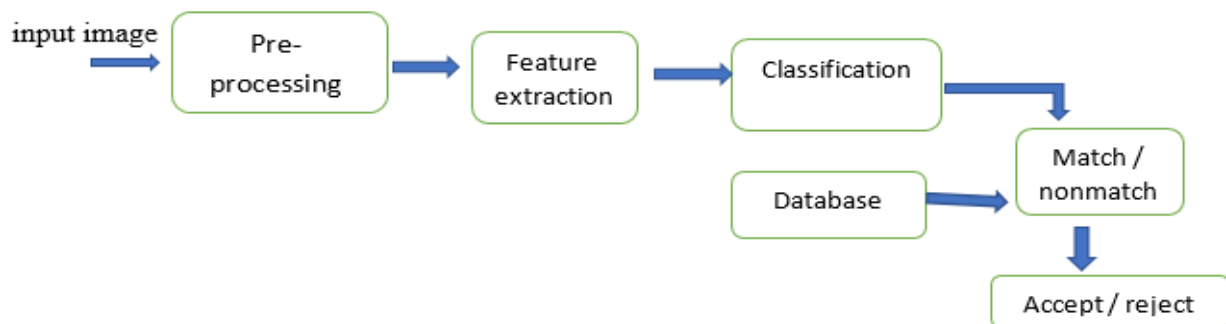 input image
Pre-
processing
Feature
extraction
Classification
Database
Match /
nonmatch
Accept / reject